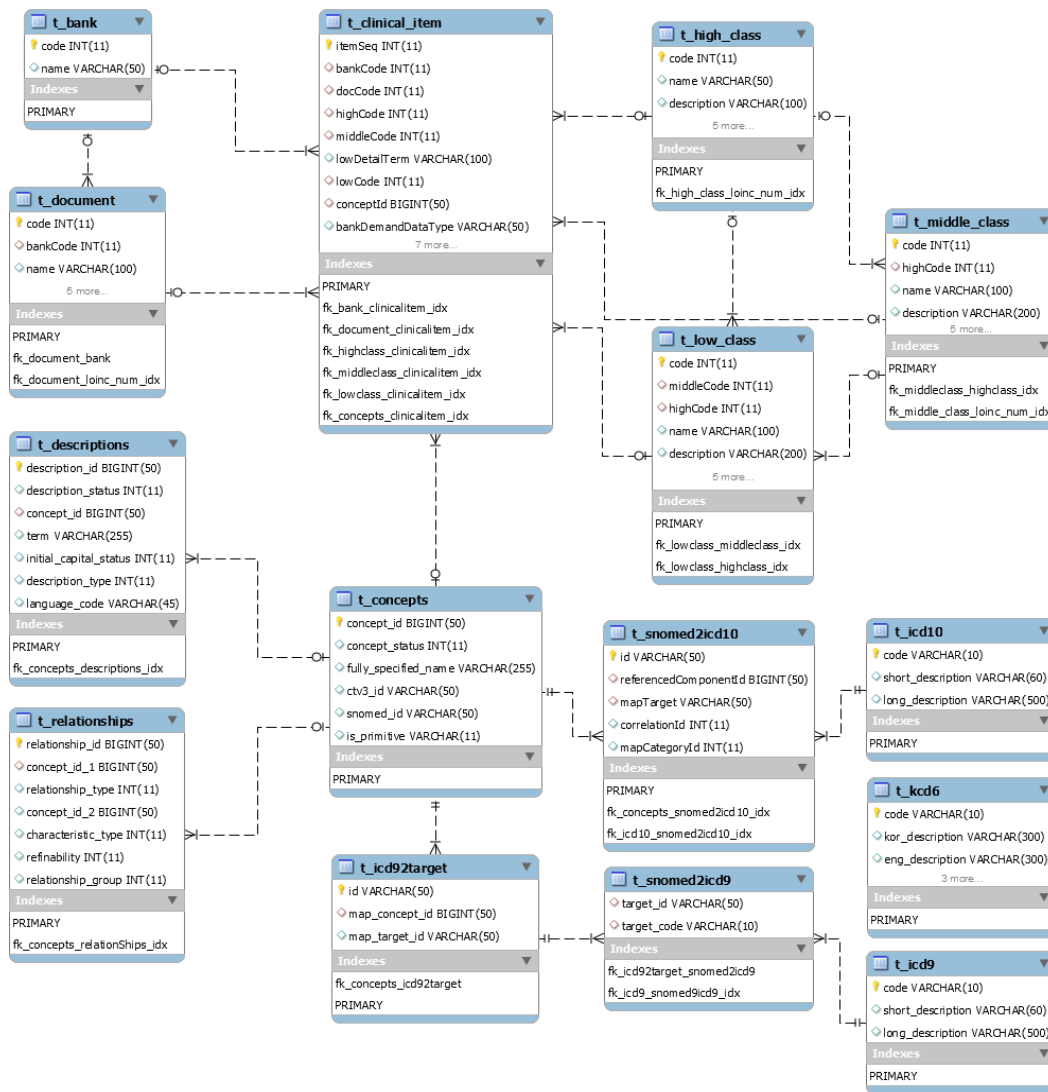 t_bank
code INT(11)
name VARCHAR(50)
Indexes
PRIMARY
t_document
code INT(11)
bankCode INT(11)
name VARCHAR(100)
5 more...
Indexes
PRIMARY
fk_document_bank
fk_document_loinc_num_idx
t_clinical_item
itemSeq INT(11)
bankCode INT(11)
docCode INT(11)
highCode INT(11)
middleCode INT(11)
lowDetailTerm VARCHAR(100)
lowCode INT(11)
conceptId BIGINT(50)
bankDemandDataType VARCHAR(50)
7 more...
Indexes
PRIMARY
fk_bank_clinicalitem_idx
fk_document_clinicalitem_idx
fk_highclass_clinicalitem_idx
fk_middleclass_clinicalitem_idx
fk_lowclass_clinicalitem_idx
fk_concepts_clinicalitem_idx
t_high_class
code INT(11)
name VARCHAR(50)
description VARCHAR(100)
5 more...
Indexes
PRIMARY
fk_high_class_loinc_num_idx
t_middle_class
code INT(11)
highCode INT(11)
name VARCHAR(100)
description VARCHAR(200)
5 more...
Indexes
PRIMARY
fk_middleclass_highclass_idx
fk_middle_class_loinc_num_idx
t_low_class
code INT(11)
middleCode INT(11)
highCode INT(11)
name VARCHAR(100)
description VARCHAR(200)
5 more...
Indexes
PRIMARY
fk_lowclass_middleclass_idx
fk_lowclass_highclass_idx
t_descriptions
description_id BIGINT(50)
description_status INT(11)
concept_id BIGINT(50)
term VARCHAR(255)
initial_capital_status INT(11)
description_type INT(11)
language_code VARCHAR(45)
Indexes
PRIMARY
fk_concepts_descriptions_idx
t_relationships
relationship_id BIGINT(50)
concept_id_1 BIGINT(50)
relationship_type INT(11)
concept_id_2 BIGINT(50)
characteristic_type INT(11)
refinability INT(11)
relationship_group INT(11)
Indexes
PRIMARY
fk_concepts_relationShips_idx
t_concepts
concept_id BIGINT(50)
concept_status INT(11)
fully_specified_name VARCHAR(255)
ctv3_id VARCHAR(50)
snomed_id VARCHAR(50)
is_primitive VARCHAR(11)
Indexes
PRIMARY
t_icd92target
id VARCHAR(50)
map_concept_id BIGINT(50)
map_target_id VARCHAR(50)
Indexes
fk_concepts_icd92target
PRIMARY
t_snomed2icd10
id VARCHAR(50)
referencedComponentId BIGINT(50)
mapTarget VARCHAR(50)
correlationId INT(11)
mapCategoryId INT(11)
Indexes
PRIMARY
fk_concepts_snomed2icd10_idx
fk_icd10_snomed2icd10_idx
t_snomed2icd9
target_id VARCHAR(50)
target_code VARCHAR(10)
Indexes
fk_icd92target_snomed2icd9
fk_icd9_snomed9icd9_idx
t_icd10
code VARCHAR(10)
short_description VARCHAR(60)
long_description VARCHAR(500)
Indexes
PRIMARY
t_kcd6
code VARCHAR(10)
kor_description VARCHAR(300)
eng_description VARCHAR(300)
3 more...
Indexes
PRIMARY
t_icd9
code VARCHAR(10)
short_description VARCHAR(60)
long_description VARCHAR(500)
Indexes
PRIMARY